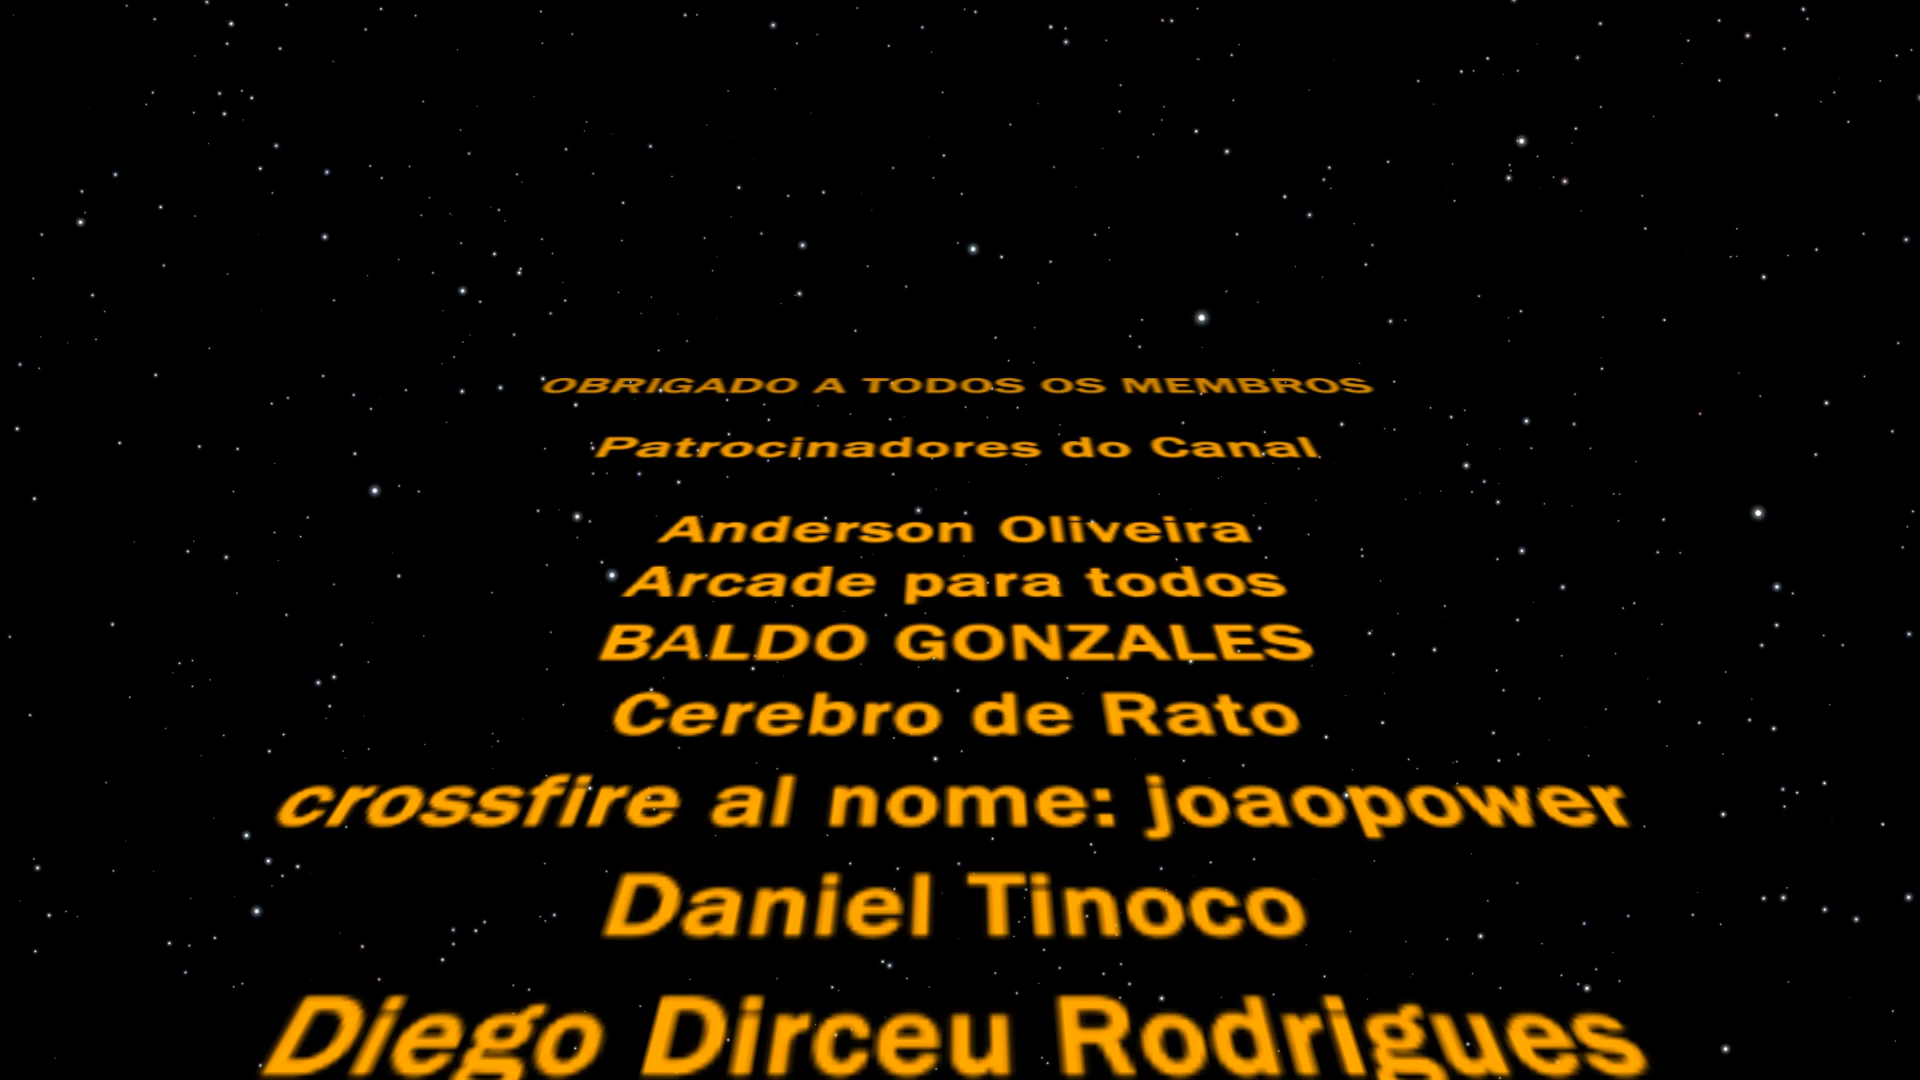 OBRIGADO A TODOS OS MEMBROS
Patrocinadores do Canal
Anderson Oliveira
Arcade para todos
BALDO GONZALES
Cerebro de Rato
crossfire al nome: joaopower
Daniel Tinoco
Diego Dirceu Rodrigues